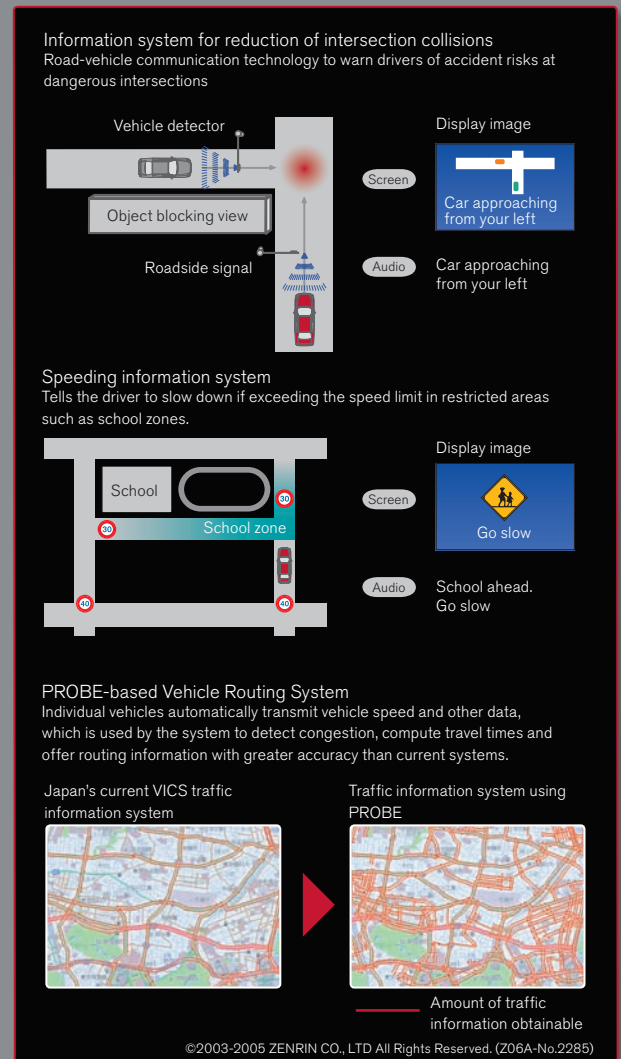 Information system for reduction of intersection collisions
Road-vehicle communication technology to warn drivers of accident risks at
dangerous intersections
Vehicle detector
Object blocking view
Roadside signal
Display image
Screen
Car approaching
from your left
Audio
Car approaching
from your left
Speeding information system
Tells the driver to slow down if exceeding the speed limit in restricted areas
such as school zones.
School
30
30
School zone
40
40
Display image
Screen
Go slow
Audio
School ahead.
Go slow
PROBE-based Vehicle Routing System
Individual vehicles automatically transmit vehicle speed and other data,
which is used by the system to detect congestion, compute travel times and
offer routing information with greater accuracy than current systems.
Japan's current VICS traffic
information system
Traffic information system using
PROBE
Amount of traffic
information obtainable
©2003-2005 ZENRIN CO., LTD All Rights Reserved. (Z06A-No.2285)